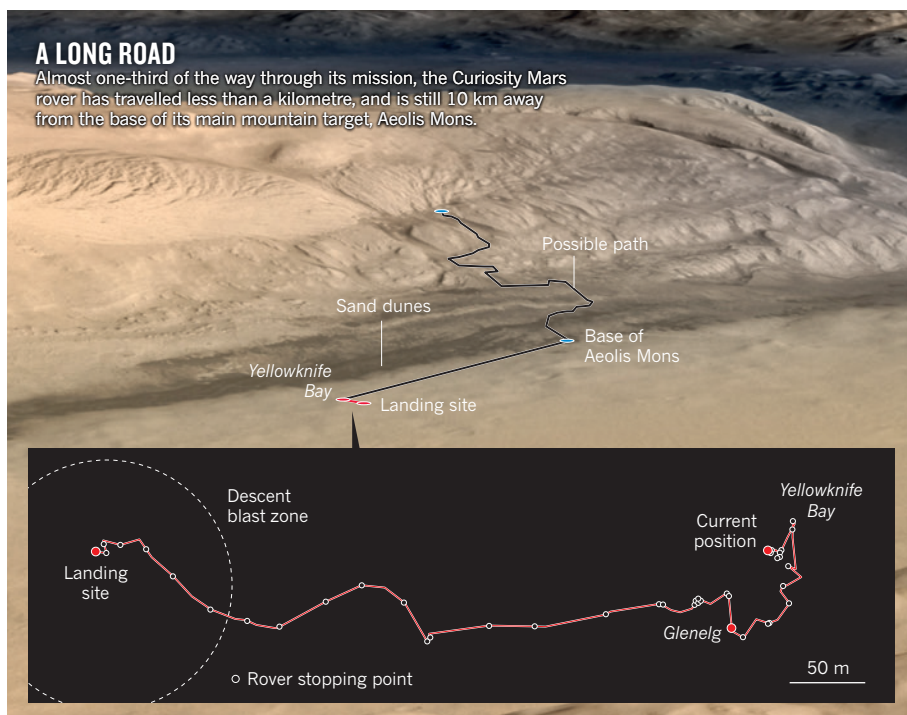 A LONG ROAD
Almost one-third of the way through its mission, the Curiosity Mars
rover has travelled less than a kilometre, and is still 10 km away
from the base of its main mountain target, Aeolis Mons.
Possible path
Sand dunes
Base of
Aeolis Mons
Yellowknife
Bay
Landing site
Descent
blast zone
Yellowknife
Bay
Current
position
Landing
site
Glenelg
Rover stopping point
50 m